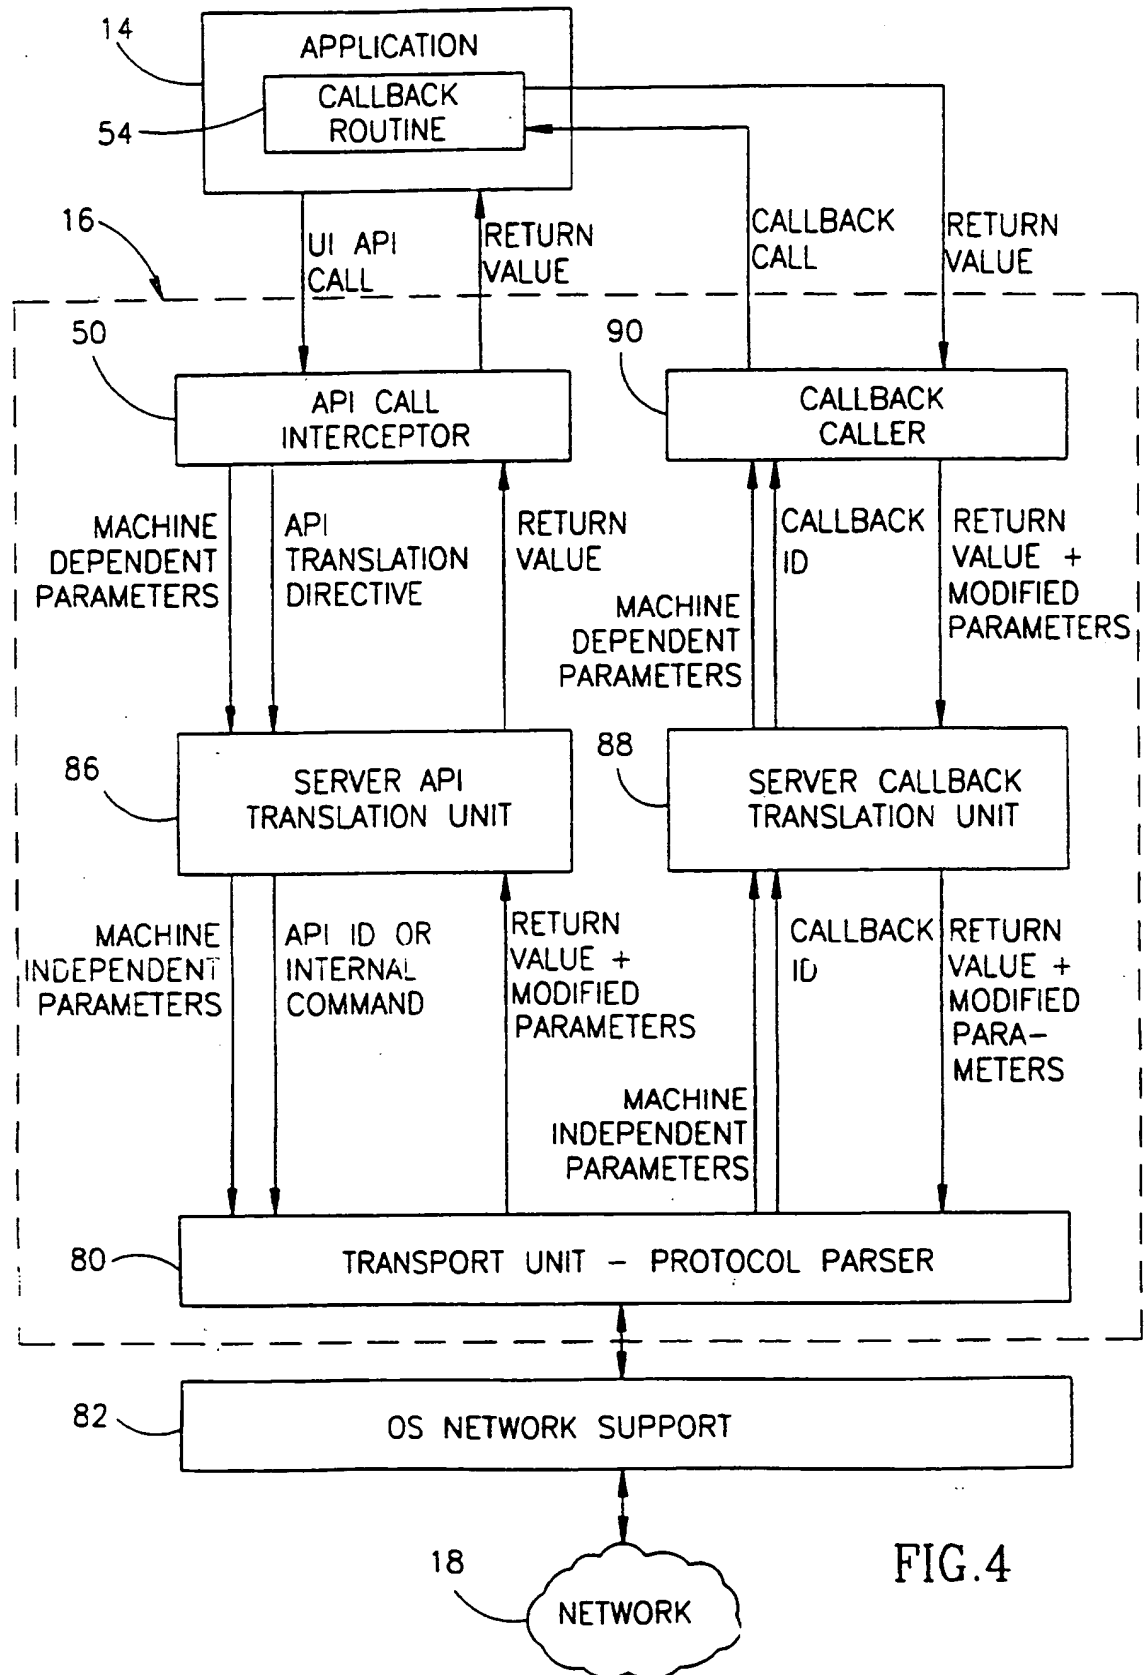 14
APPLICATION
CALLBACK
ROUTINE
54
16
UI API
CALL
RETURN
VALUE
CALLBACK
CALL
RETURN
VALUE
50
API CALL
INTERCEPTOR
90
CALLBACK
CALLER
MACHINE
DEPENDENT
PARAMETERS
API
TRANSLATION
DIRECTIVE
RETURN
VALUE
MACHINE
DEPENDENT
PARAMETERS
CALLBACK
ID
RETURN
VALUE +
MODIFIED
PARAMETERS
86
SERVER API
TRANSLATION UNIT
88
SERVER CALLBACK
TRANSLATION UNIT
MACHINE
INDEPENDENT
PARAMETERS
API ID OR
INTERNAL
COMMAND
RETURN
VALUE +
MODIFIED
PARAMETERS
MACHINE
INDEPENDENT
PARAMETERS
CALLBACK
ID
RETURN
VALUE +
MODIFIED
PARA-
METERS
80
TRANSPORT UNIT – PROTOCOL PARSER
82
OS NETWORK SUPPORT
18
NETWORK
FIG.4